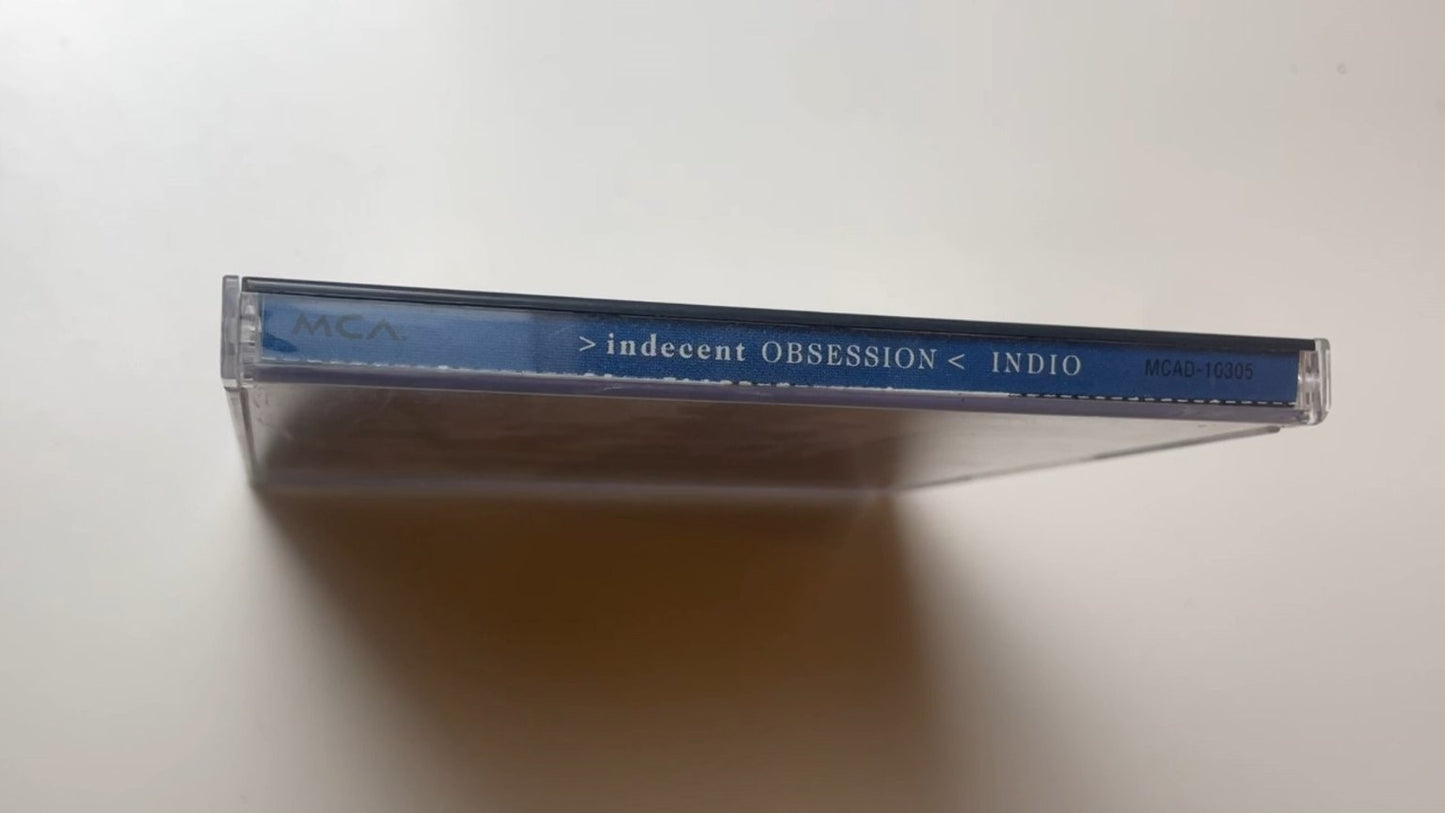 MCA. >indecent OBSESSION< INDIO MCAD-10305